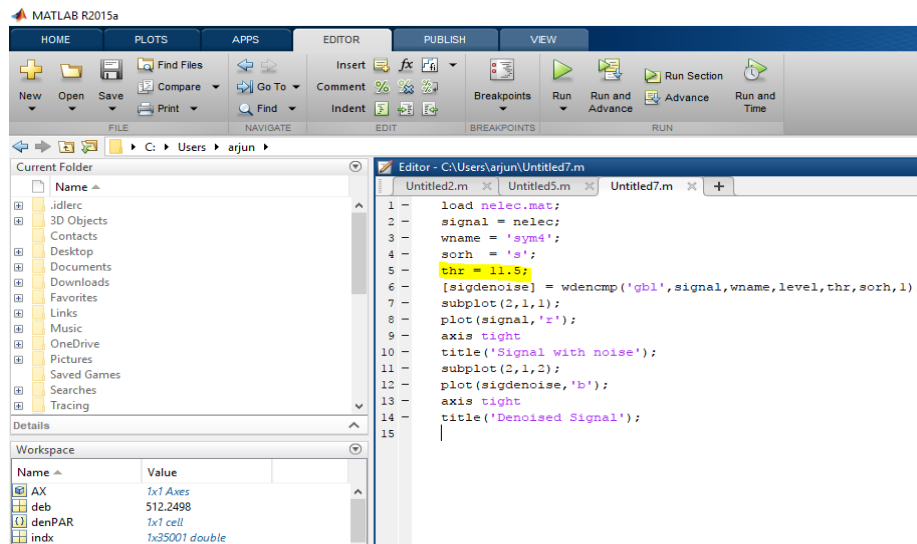 MATLAB R2015a
HOME PLOTS APPS EDITOR PUBLISH VIEW
New Open Save
Find Files
Compare
Print
FILE
Go To
Find
NAVIGATE
Insert fx
Comment
Indent
EDIT
Breakpoints
BREAKPOINTS
Run
Run and Advance
Run Section
Advance
Run and Time
RUN
C: Users arjun
Current Folder
Name
.idlerc
3D Objects
Contacts
Desktop
Documents
Downloads
Favorites
Links
Music
OneDrive
Pictures
Saved Games
Searches
Tracing
Details
Workspace
Name Value
AX 1x1 Axes
deb 512.2498
denPAR 1x1 cell
indx 1x35001 double
Editor - C:\Users\arjun\Untitled7.m
Untitled2.m Untitled5.m Untitled7.m
1 load nelec.mat;
2 signal = nelec;
3 wname = 'sym4';
4 sorh = 's';
5 thr = 11.5;
6 [sigdenoise] = wdencmp('gbl',signal,wname,level,thr,sorh,1)
7 subplot(2,1,1);
8 plot(signal,'r');
9 axis tight
10 title('Signal with noise');
11 subplot(2,1,2);
12 plot(sigdenoise,'b');
13 axis tight
14 title('Denoised Signal');
15